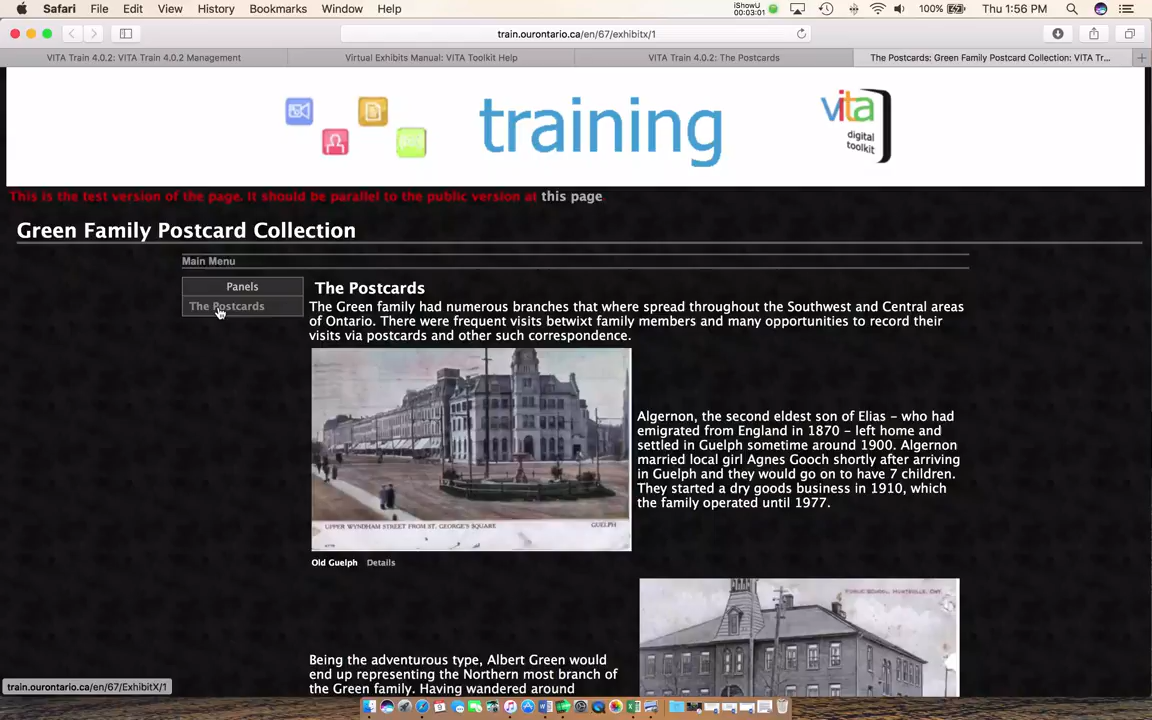 Safari File Edit View History Bookmarks Window Help iShowU 00:03:01 100% Thu 1:56 PM
train.ourontario.ca/en/67/exhibitx/1
VITA Train 4.0.2: VITA Train 4.0.2 Management Virtual Exhibits Manual: VITA Toolkit Help VITA Train 4.0.2: The Postcards The Postcards: Green Family Postcard Collection: VITA Tr...
training
vita
digital
toolkit
This is the test version of the page. It should be parallel to the public version at this page
Green Family Postcard Collection
Main Menu
Panels
The Postcards
The Postcards
The Green family had numerous branches that where spread throughout the Southwest and Central areas
of Ontario. There were frequent visits betwixt family members and many opportunities to record their
visits via postcards and other such correspondence.
UPPER WYNDHAM STREET FROM ST. GEORGE'S SQUARE GUELPH
Algernon, the second eldest son of Elias - who had
emigrated from England in 1870 - left home and
settled in Guelph sometime around 1900. Algernon
married local girl Agnes Gooch shortly after arriving
in Guelph and they would go on to have 7 children.
They started a dry goods business in 1910, which
the family operated until 1977.
Old Guelph Details
PUBLIC SCHOOL, HUNTSVILLE, ONT.
Being the adventurous type, Albert Green would
end up representing the Northern most branch of
the Green family. Having wandered around
train.ourontario.ca/en/67/ExhibitX/1